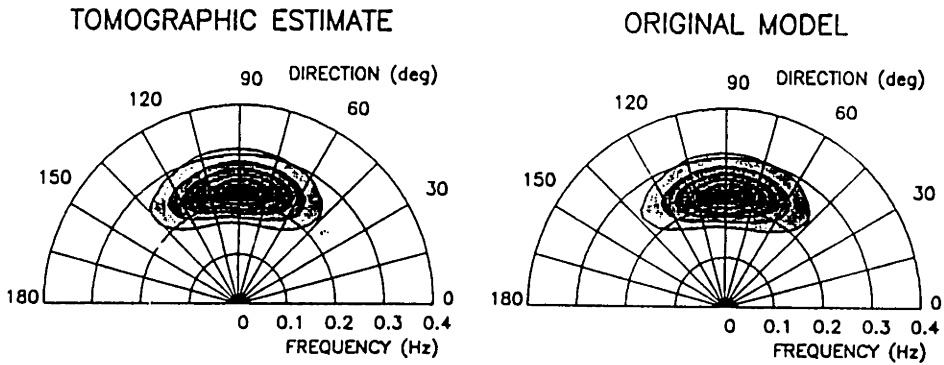 TOMOGRAPHIC ESTIMATE
90 DIRECTION (deg)
120
60
150
30
180
0
0 0.1 0.2 0.3 0.4
FREQUENCY (Hz)
ORIGINAL MODEL
90 DIRECTION (deg)
120
60
150
30
180
0
0 0.1 0.2 0.3 0.4
FREQUENCY (Hz)